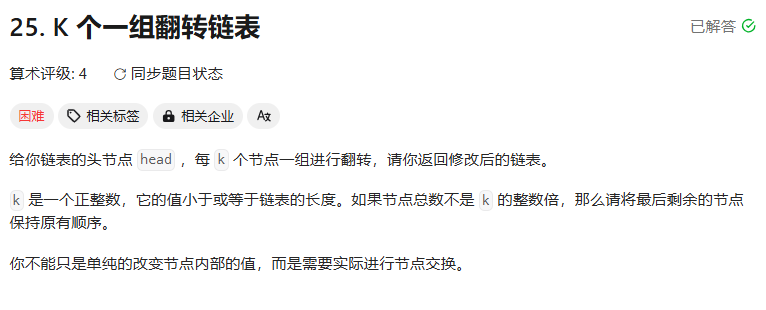 25. K 个一组翻转链表
已解答
算术评级: 4 同步题目状态
困难 相关标签 相关企业 Aあ
给你链表的头节点 head ，每 k 个节点一组进行翻转，请你返回修改后的链表。
k 是一个正整数，它的值小于或等于链表的长度。如果节点总数不是 k 的整数倍，那么请将最后剩余的节点
保持原有顺序。
你不能只是单纯的改变节点内部的值，而是需要实际进行节点交换。